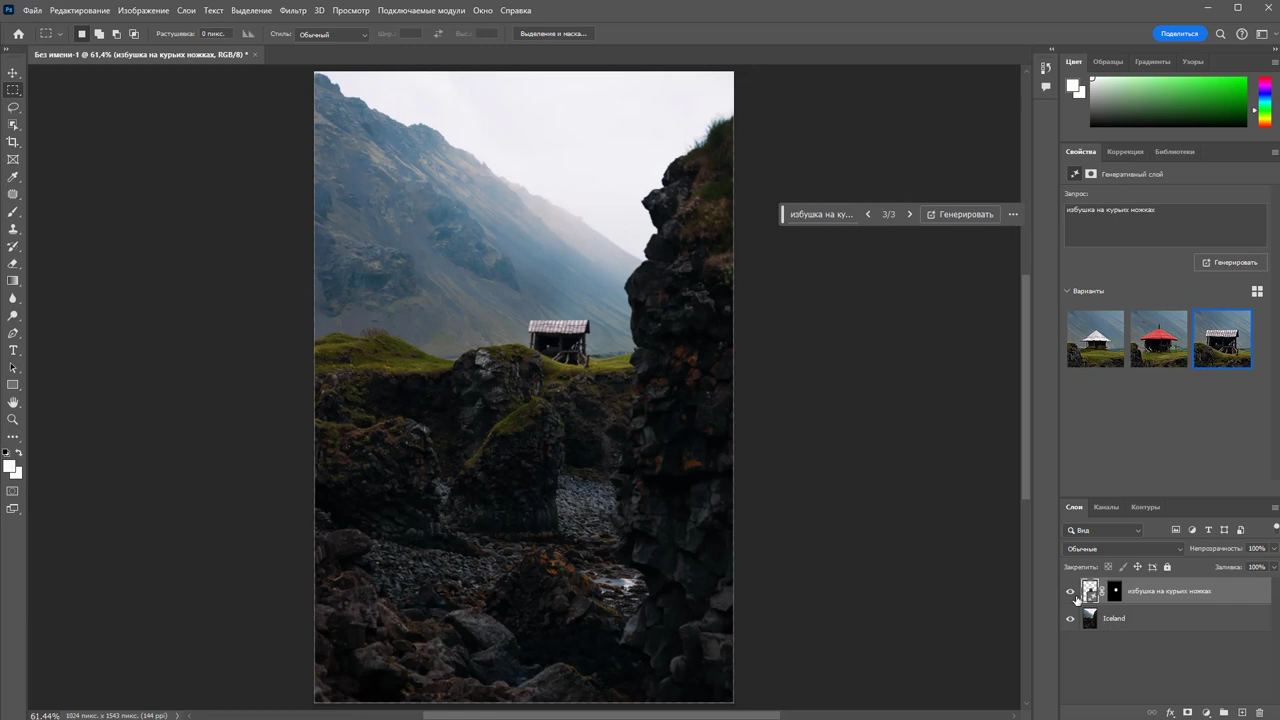 Ps Файл Редактирование Изображение Слои Текст Выделение Фильтр 3D Просмотр Подключаемые модули Окно Справка
Растушевка: 0 пикс. Стиль: Обычный Шир.: Выс.: Выделение и маска... Поделиться
Без имени-1 @ 61,4% (избушка на курьих ножках, RGB/8) *
Цвет Образцы Градиенты Узоры
Свойства Коррекция Библиотеки
Генеративный слой
Запрос:
избушка на курьих ножках
избушка на ку... 3/3 Генерировать
Генерировать
Варианты
Слои Каналы Контуры
Вид
Обычные Непрозрачность: 100%
Закрепить: Заливка: 100%
избушка на курьих ножках
Iceland
61.44% 1024 пикс. x 1543 пикс. (144 ppi)